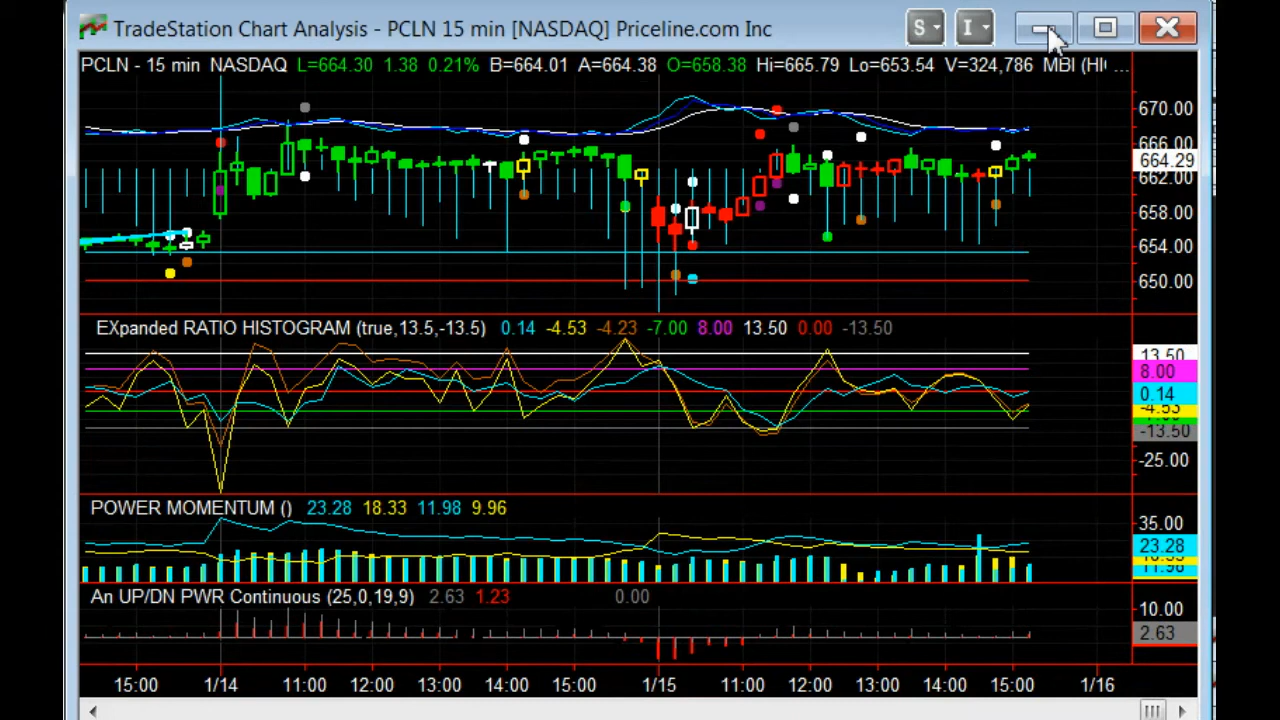 TradeStation Chart Analysis - PCLN 15 min [NASDAQ] Priceline.com Inc
S I
PCLN - 15 min NASDAQ L=664.30 1.38 0.21% B=664.01 A=664.38 O=658.38 Hi=665.79 Lo=653.54 V=324,786 MBI (HI ...
670.00
666.00
664.29
662.00
658.00
654.00
650.00
EXpanded RATIO HISTOGRAM (true,13.5,-13.5) 0.14 -4.53 -4.23 -7.00 8.00 13.50 0.00 -13.50
13.50
8.00
0.14
-4.53
-13.50
-25.00
POWER MOMENTUM () 23.28 18.33 11.98 9.96
35.00
23.28
11.98
An UP/DN PWR Continuous (25,0,19,9) 2.63 1.23 0.00
10.00
2.63
15:00 1/14 11:00 12:00 13:00 14:00 15:00 1/15 11:00 12:00 13:00 14:00 15:00 1/16